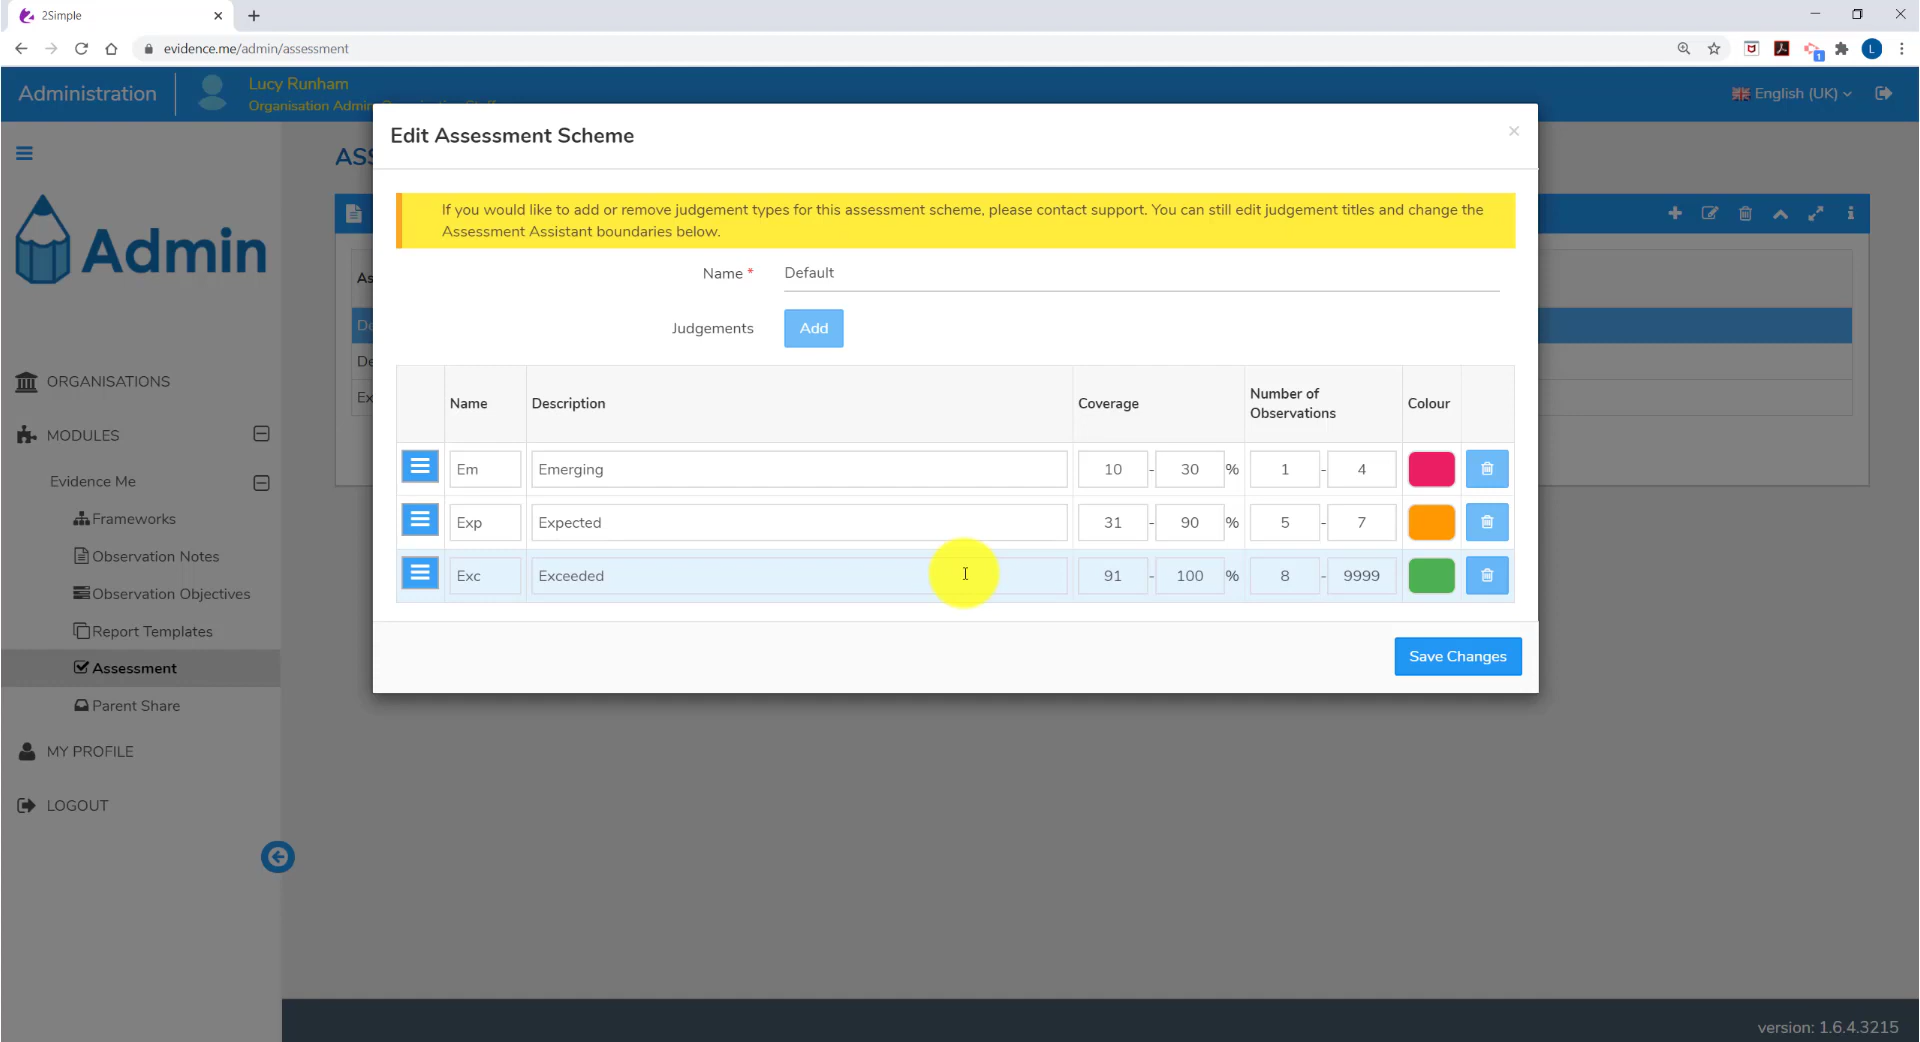 2Simple
evidence.me/admin/assessment
L
1
Administration
Lucy Runham
Organisation Admin
English (UK)
Edit Assessment Scheme
×
If you would like to add or remove judgement types for this assessment scheme, please contact support. You can still edit judgement titles and change the
Assessment Assistant boundaries below.
Name * Default
Judgements Add
Name Description Coverage Number of Observations Colour
Em Emerging 10 - 30 % 1 - 4
Exp Expected 31 - 90 % 5 - 7
Exc Exceeded 91 - 100 % 8 - 9999
Save Changes
ASS
As
De
De
Ex
Admin
ORGANISATIONS
MODULES
Evidence Me
Frameworks
Observation Notes
Observation Objectives
Report Templates
Assessment
Parent Share
MY PROFILE
LOGOUT
version: 1.6.4.3215